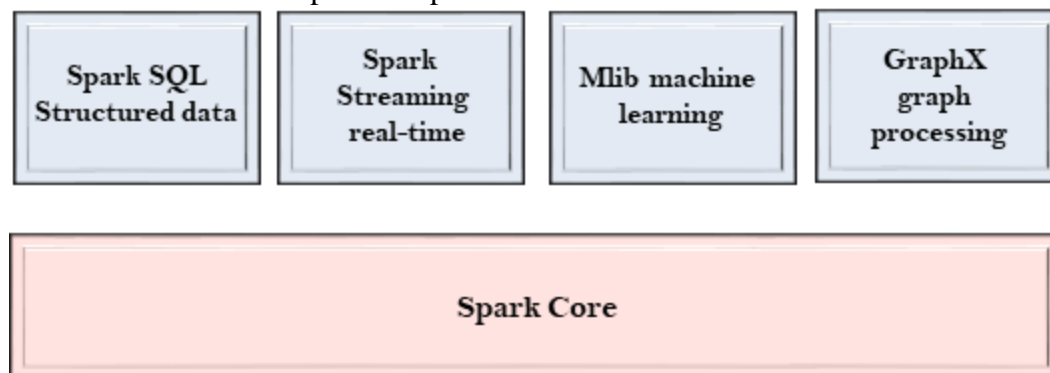 Spark SQL
Structured data
Spark
Streaming
real-time
Mlib machine
learning
GraphX
graph
processing
Spark Core